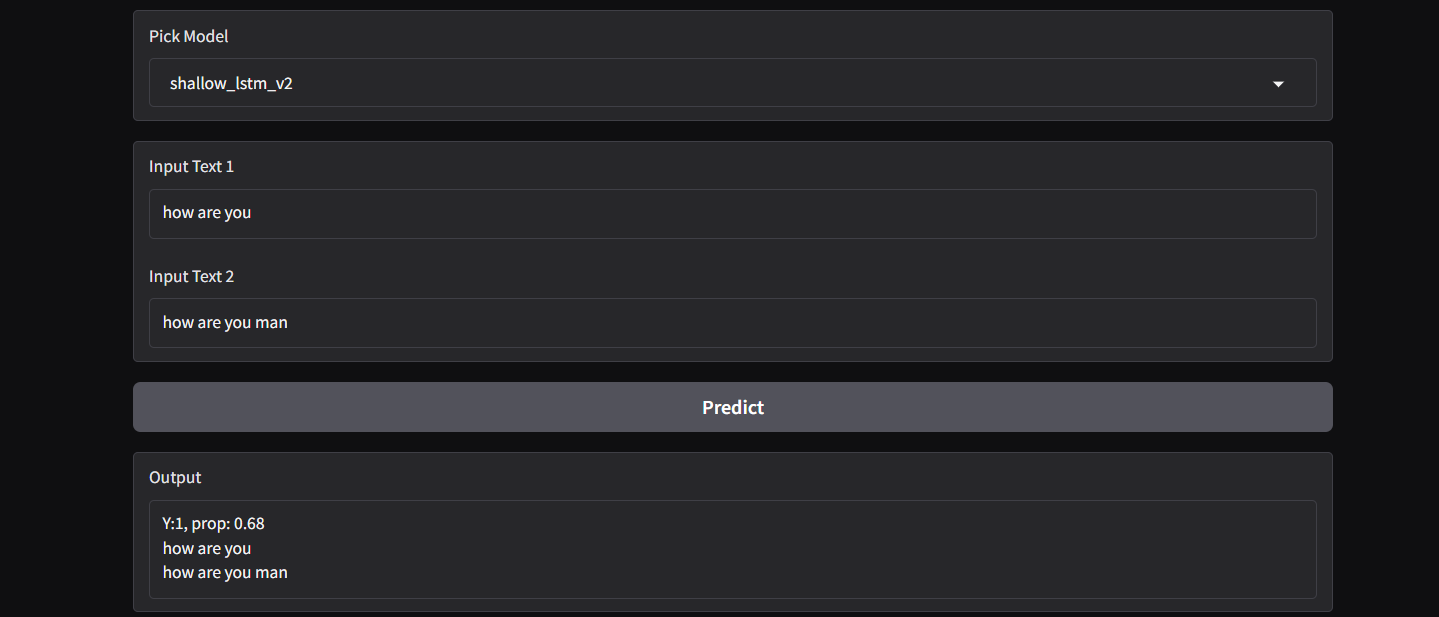 Pick Model
shallow_lstm_v2
Input Text 1
how are you
Input Text 2
how are you man
Predict
Output
Y:1, prop: 0.68
how are you
how are you man